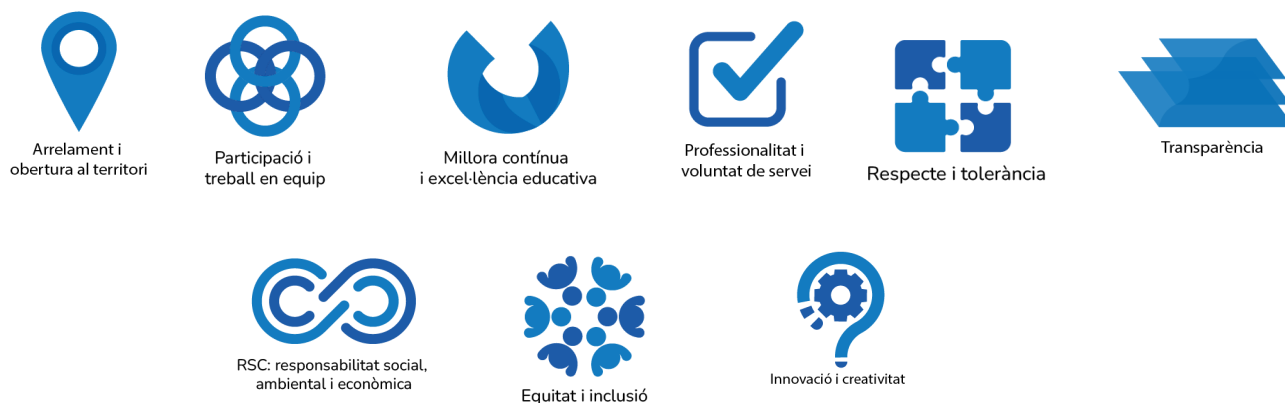 Arrelament i
obertura al territori
Participació i
treball en equip
Millora contínua
i excel·lència educativa
Professionalitat i
voluntat de servei
Respecte i tolerància
Transparència
RSC: responsabilitat social,
ambiental i econòmica
Equitat i inclusió
Innovació i creativitat